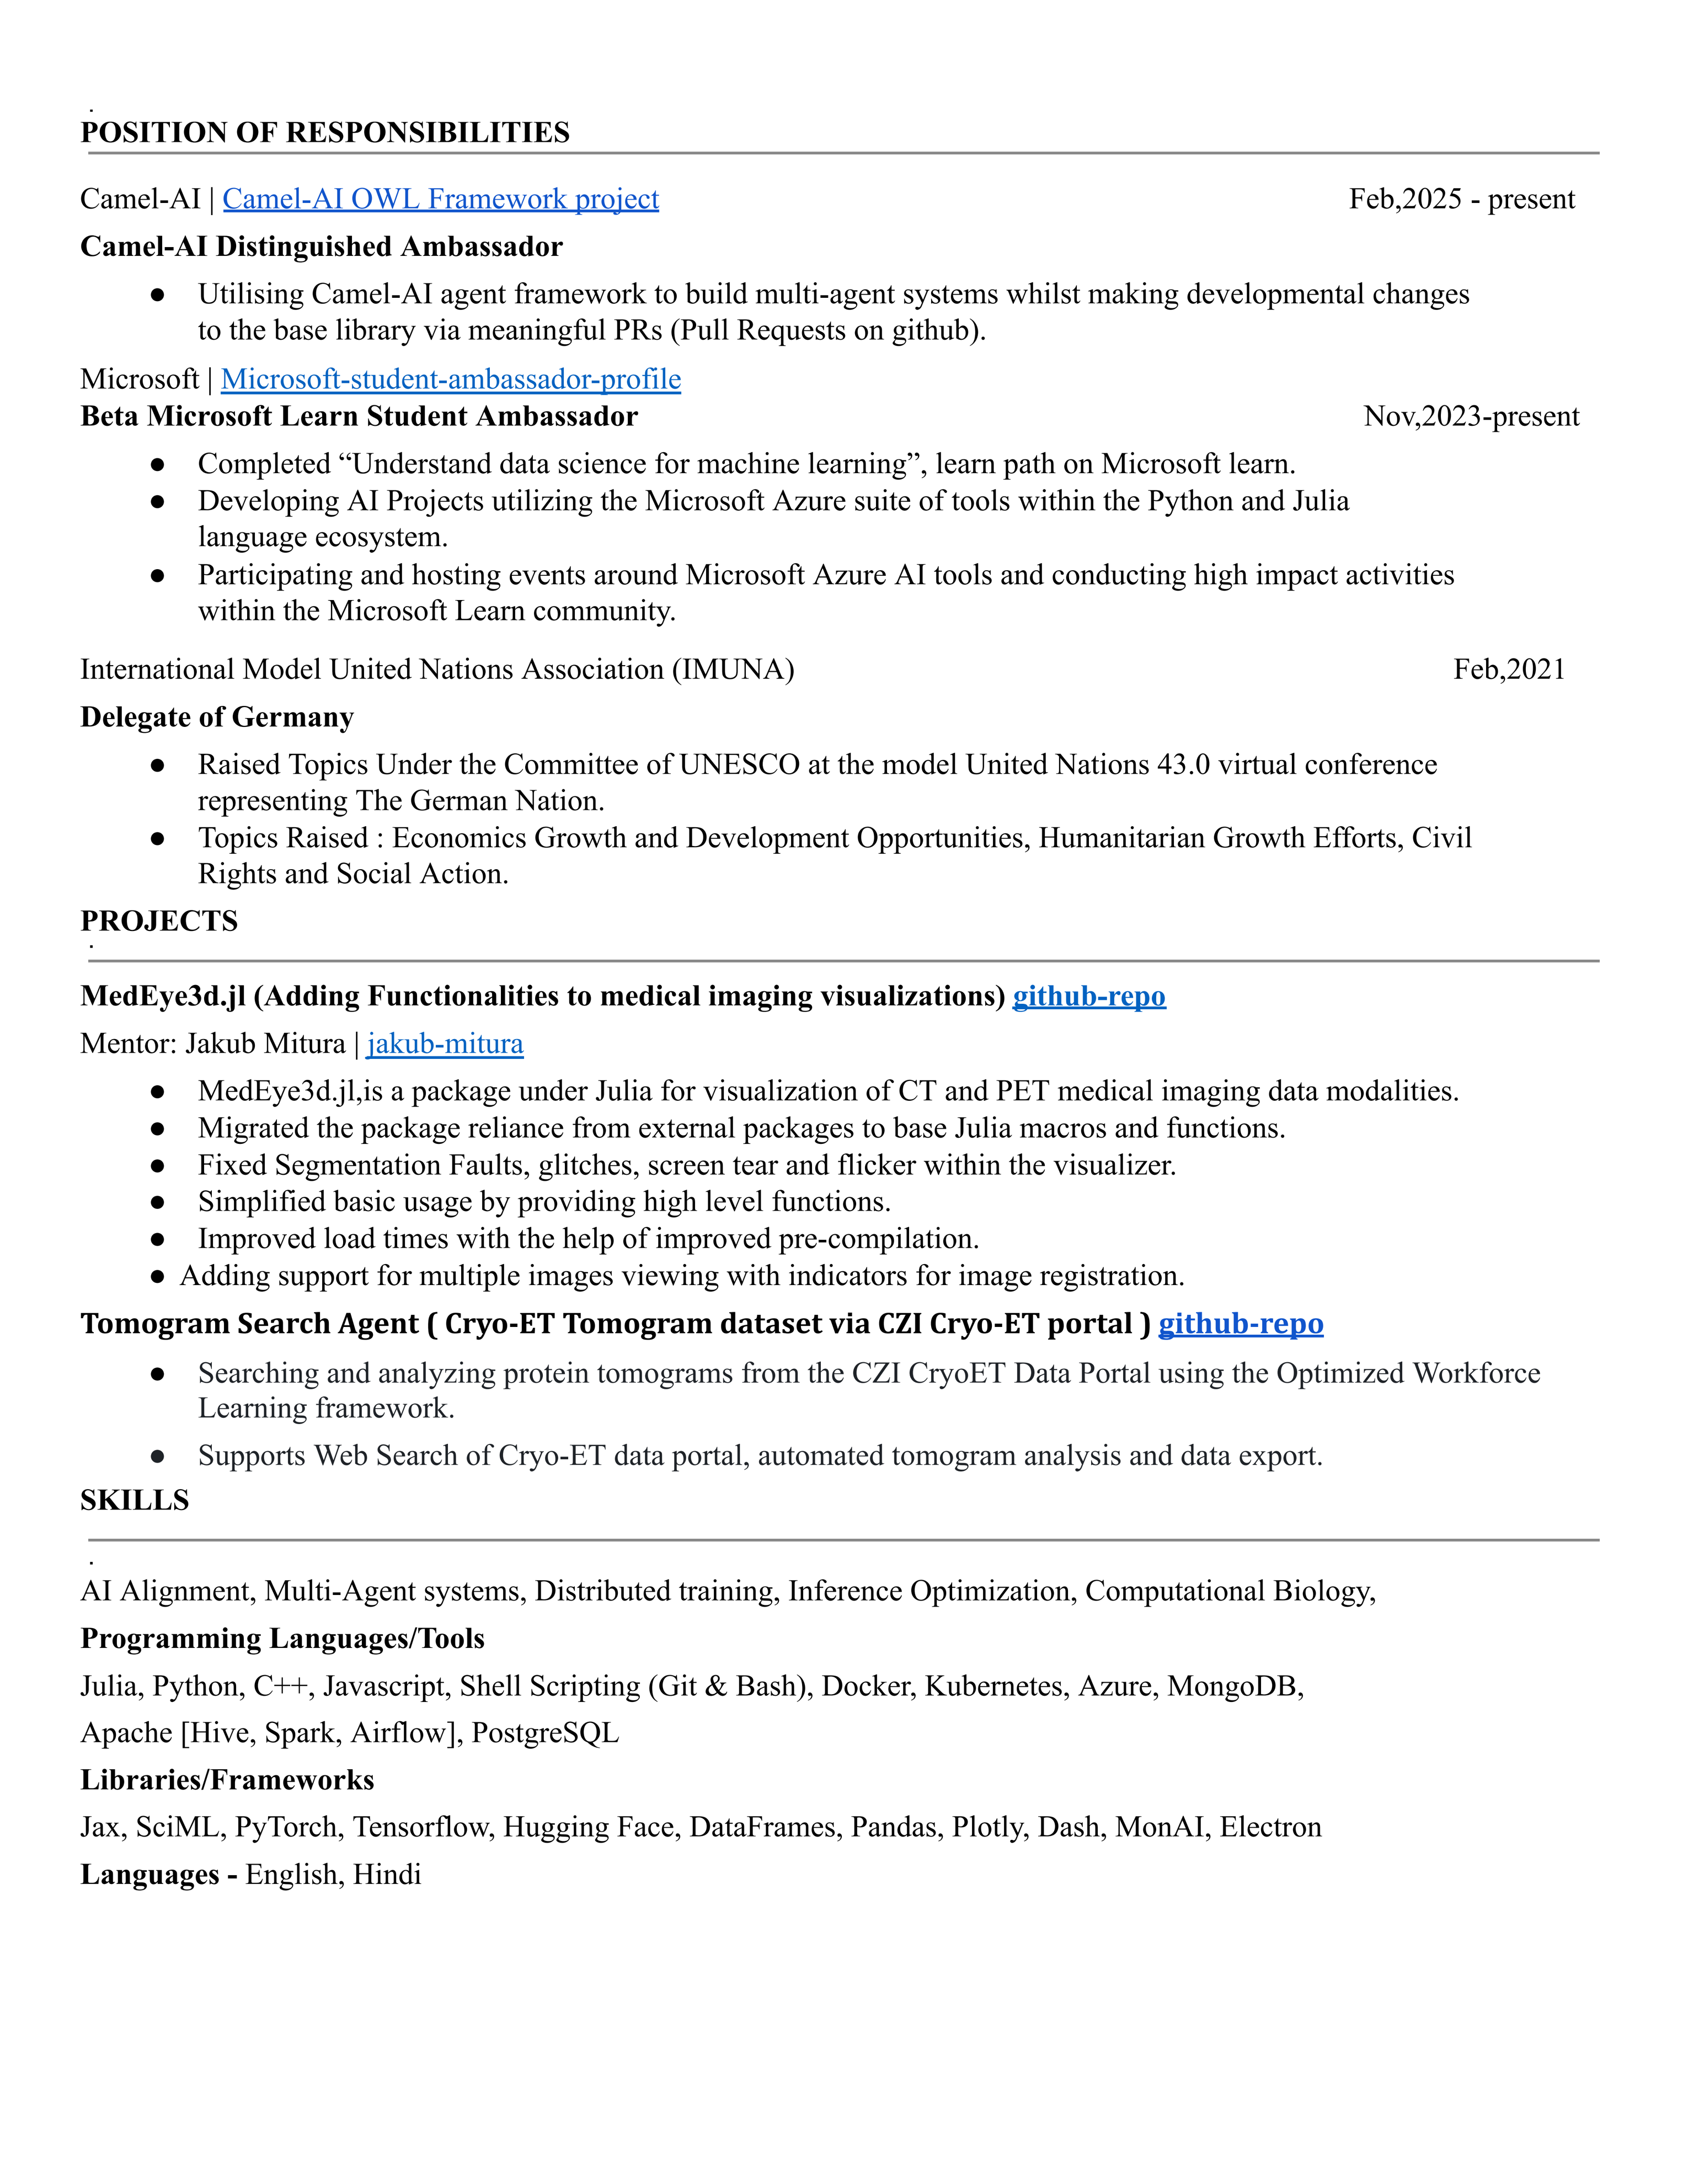 .
POSITION OF RESPONSIBILITIES
Camel-AI | Camel-AI OWL Framework project Feb,2025 - present
Camel-AI Distinguished Ambassador
● Utilising Camel-AI agent framework to build multi-agent systems whilst making developmental changes
to the base library via meaningful PRs (Pull Requests on github).
Microsoft | Microsoft-student-ambassador-profile
Beta Microsoft Learn Student Ambassador Nov,2023-present
● Completed “Understand data science for machine learning”, learn path on Microsoft learn.
● Developing AI Projects utilizing the Microsoft Azure suite of tools within the Python and Julia
language ecosystem.
● Participating and hosting events around Microsoft Azure AI tools and conducting high impact activities
within the Microsoft Learn community.
International Model United Nations Association (IMUNA) Feb,2021
Delegate of Germany
● Raised Topics Under the Committee of UNESCO at the model United Nations 43.0 virtual conference
representing The German Nation.
● Topics Raised : Economics Growth and Development Opportunities, Humanitarian Growth Efforts, Civil
Rights and Social Action.
PROJECTS
.
MedEye3d.jl (Adding Functionalities to medical imaging visualizations) github-repo
Mentor: Jakub Mitura | jakub-mitura
● MedEye3d.jl,is a package under Julia for visualization of CT and PET medical imaging data modalities.
● Migrated the package reliance from external packages to base Julia macros and functions.
● Fixed Segmentation Faults, glitches, screen tear and flicker within the visualizer.
● Simplified basic usage by providing high level functions.
● Improved load times with the help of improved pre-compilation.
● Adding support for multiple images viewing with indicators for image registration.
Tomogram Search Agent ( Cryo-ET Tomogram dataset via CZI Cryo-ET portal ) github-repo
● Searching and analyzing protein tomograms from the CZI CryoET Data Portal using the Optimized Workforce
Learning framework.
● Supports Web Search of Cryo-ET data portal, automated tomogram analysis and data export.
SKILLS
.
AI Alignment, Multi-Agent systems, Distributed training, Inference Optimization, Computational Biology,
Programming Languages/Tools
Julia, Python, C++, Javascript, Shell Scripting (Git & Bash), Docker, Kubernetes, Azure, MongoDB,
Apache [Hive, Spark, Airflow], PostgreSQL
Libraries/Frameworks
Jax, SciML, PyTorch, Tensorflow, Hugging Face, DataFrames, Pandas, Plotly, Dash, MonAI, Electron
Languages - English, Hindi